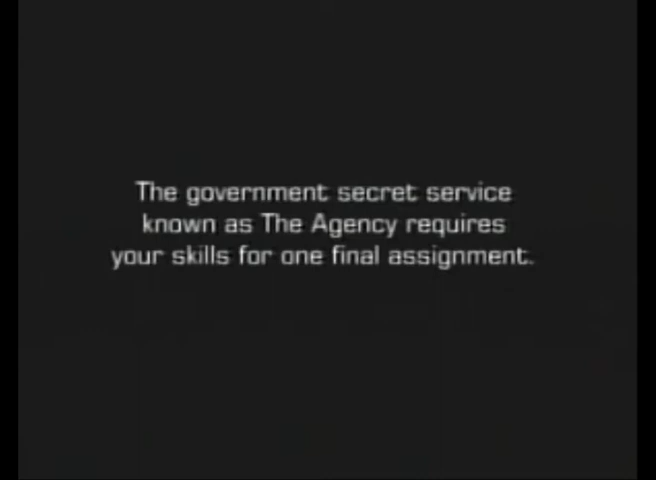 The government secret service
known as The Agency requires
your skills for one final assignment.